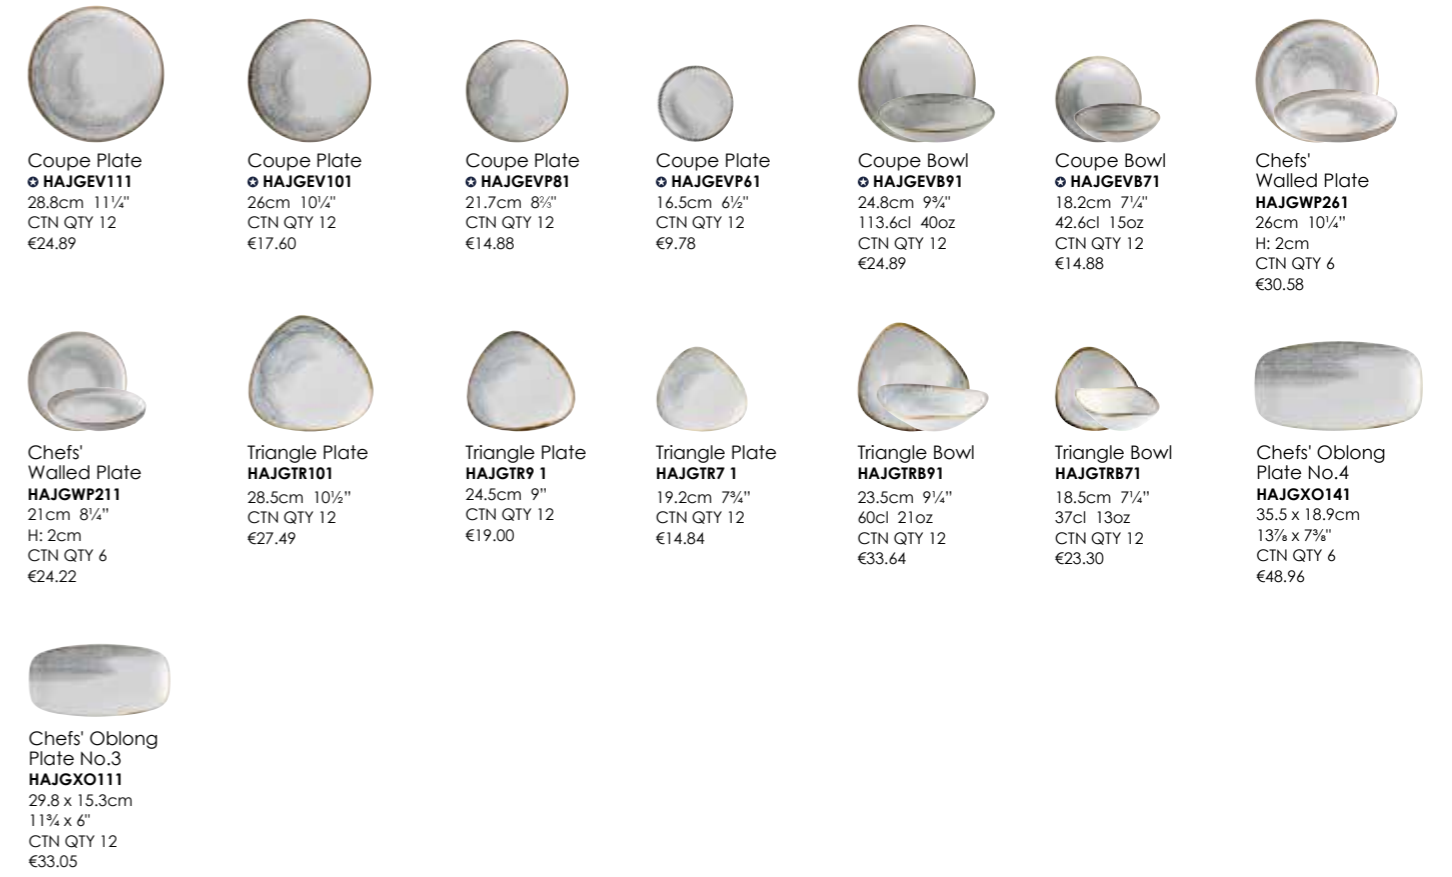 Coupe Plate
✪ HAJGEV111
28.8cm 11¼"
CTN QTY 12
€24.89
Coupe Plate
✪ HAJGEV101
26cm 10¼"
CTN QTY 12
€17.60
Coupe Plate
✪ HAJGEVP81
21.7cm 8⅔"
CTN QTY 12
€14.88
Coupe Plate
✪ HAJGEVP61
16.5cm 6½"
CTN QTY 12
€9.78
Coupe Bowl
✪ HAJGEVB91
24.8cm 9¾"
113.6cl 40oz
CTN QTY 12
€24.89
Coupe Bowl
✪ HAJGEVB71
18.2cm 7¼"
42.6cl 15oz
CTN QTY 12
€14.88
Chefs'
Walled Plate
HAJGWP261
26cm 10¼”
H: 2cm
CTN QTY 6
€30.58
Chefs'
Walled Plate
HAJGWP211
21cm 8¼”
H: 2cm
CTN QTY 6
€24.22
Triangle Plate
HAJGTR101
28.5cm 10½”
CTN QTY 12
€27.49
Triangle Plate
HAJGTR9 1
24.5cm 9”
CTN QTY 12
€19.00
Triangle Plate
HAJGTR7 1
19.2cm 7¾”
CTN QTY 12
€14.84
Triangle Bowl
HAJGTRB91
23.5cm 9¼”
60cl 21oz
CTN QTY 12
€33.64
Triangle Bowl
HAJGTRB71
18.5cm 7¼”
37cl 13oz
CTN QTY 12
€23.30
Chefs' Oblong
Plate No.4
HAJGXO141
35.5 x 18.9cm
13⅞ x 7⅜"
CTN QTY 6
€48.96
Chefs' Oblong
Plate No.3
HAJGXO111
29.8 x 15.3cm
11¾ x 6"
CTN QTY 12
€33.05